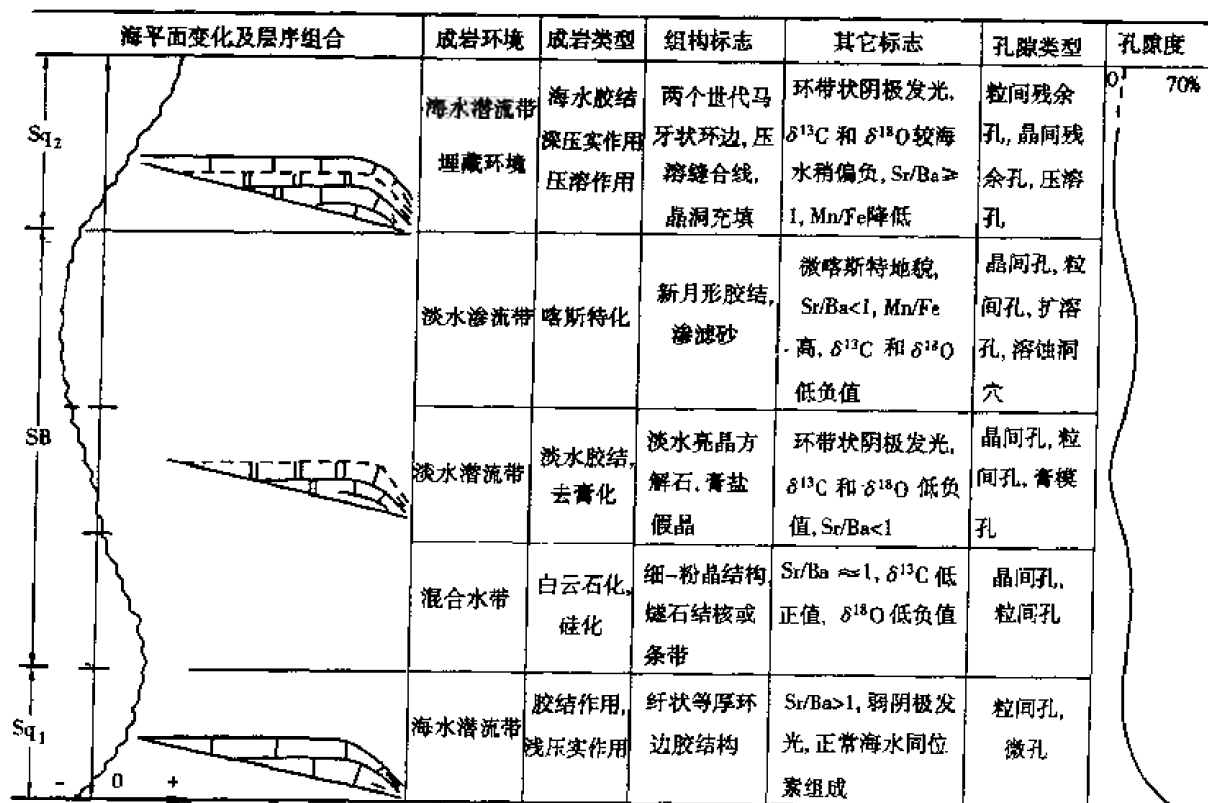 海平面变化及层序组合 成岩环境 成岩类型 组构标志 其它标志 孔隙类型 孔隙度
0 70%
Sq₂
海水潜流带
埋藏环境
海水胶结
深压实作用
压溶作用
两个世代马
牙状环边, 压
溶缝合线,
晶洞充填
环带状阴极发光,
δ¹³C 和 δ¹⁸O 较海
水稍偏负, Sr/Ba≥
1, Mn/Fe降低
粒间残余
孔, 晶间残
余孔, 压溶
孔
SB
淡水渗流带
喀斯特化
新月形胶结,
渗滤砂
微喀斯特地貌,
Sr/Ba<1, Mn/Fe
高, δ¹³C 和 δ¹⁸O
低负值
晶间孔, 粒
间孔, 扩溶
孔, 溶蚀洞
穴
淡水潜流带
淡水胶结,
去膏化
淡水亮晶方
解石, 膏盐
假晶
环带状阴极发光,
δ¹³C 和 δ¹⁸O 低负
值, Sr/Ba<1
晶间孔, 粒
间孔, 膏模
孔
混合水带
白云石化,
硅化
细-粉晶结构,
燧石结核或
条带
Sr/Ba ≈1, δ¹³C 低
正值, δ¹⁸O 低负值
晶间孔,
粒间孔
Sq₁
海水潜流带
胶结作用,
浅压实作用
纤状等厚环
边胶结构
Sr/Ba>1, 弱阴极发
光, 正常海水同位
素组成
粒间孔,
微孔
- 0 +